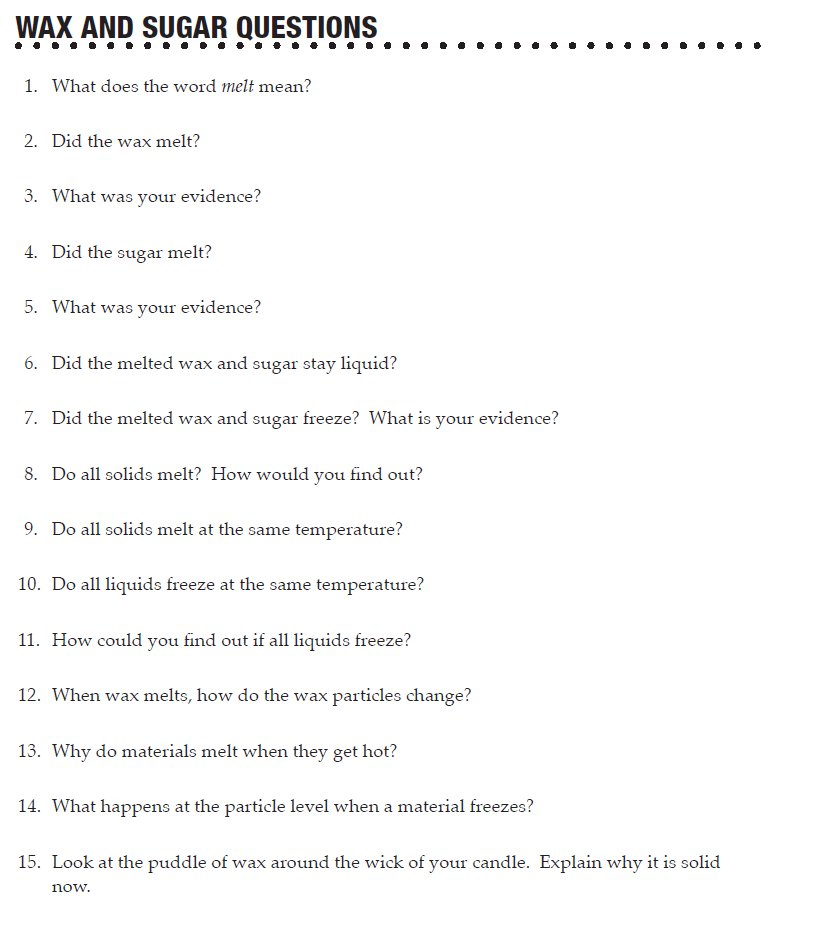 WAX AND SUGAR QUESTIONS
1. What does the word melt mean?
2. Did the wax melt?
3. What was your evidence?
4. Did the sugar melt?
5. What was your evidence?
6. Did the melted wax and sugar stay liquid?
7. Did the melted wax and sugar freeze? What is your evidence?
8. Do all solids melt? How would you find out?
9. Do all solids melt at the same temperature?
10. Do all liquids freeze at the same temperature?
11. How could you find out if all liquids freeze?
12. When wax melts, how do the wax particles change?
13. Why do materials melt when they get hot?
14. What happens at the particle level when a material freezes?
15. Look at the puddle of wax around the wick of your candle. Explain why it is solid
now.